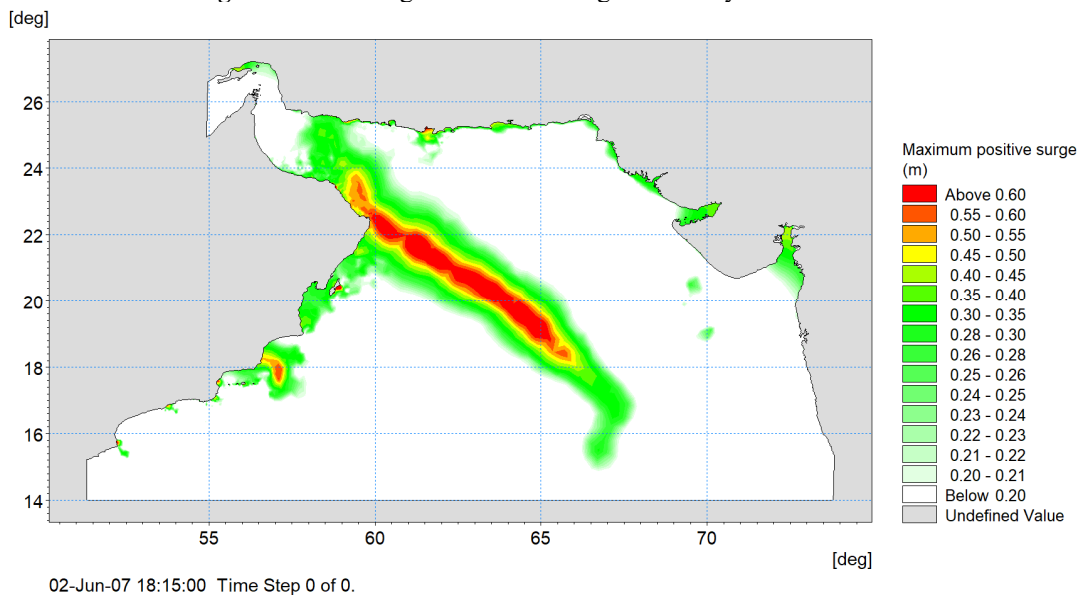 [deg]
26
24
22
20
18
16
14
55
60
65
70
[deg]
Maximum positive surge
(m)
Above 0.60
0.55 - 0.60
0.50 - 0.55
0.45 - 0.50
0.40 - 0.45
0.35 - 0.40
0.30 - 0.35
0.28 - 0.30
0.26 - 0.28
0.25 - 0.26
0.24 - 0.25
0.23 - 0.24
0.22 - 0.23
0.21 - 0.22
0.20 - 0.21
Below 0.20
Undefined Value
02-Jun-07 18:15:00 Time Step 0 of 0.